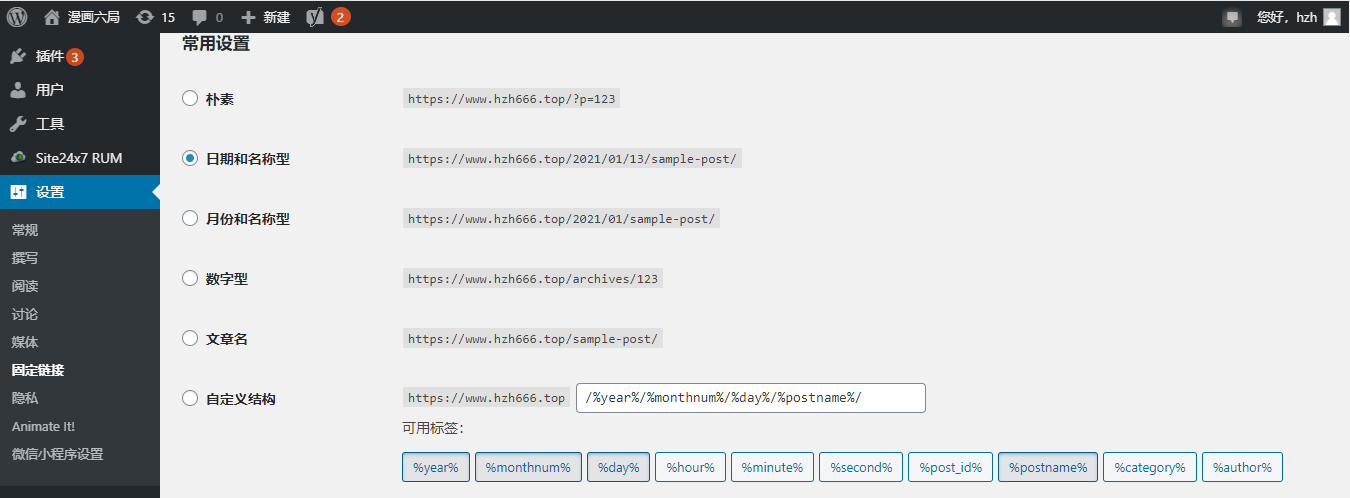 漫画六局 15 0 新建 2 您好，hzh
插件 3
用户
工具
Site24x7 RUM
设置
常规
撰写
阅读
讨论
媒体
固定链接
隐私
Animate It!
微信小程序设置
常用设置
朴素 https://www.hzh666.top/?p=123
日期和名称型 https://www.hzh666.top/2021/01/13/sample-post/
月份和名称型 https://www.hzh666.top/2021/01/sample-post/
数字型 https://www.hzh666.top/archives/123
文章名 https://www.hzh666.top/sample-post/
自定义结构 https://www.hzh666.top /%year%/%monthnum%/%day%/%postname%/
可用标签：
%year% %monthnum% %day% %hour% %minute% %second% %post_id% %postname% %category% %author%